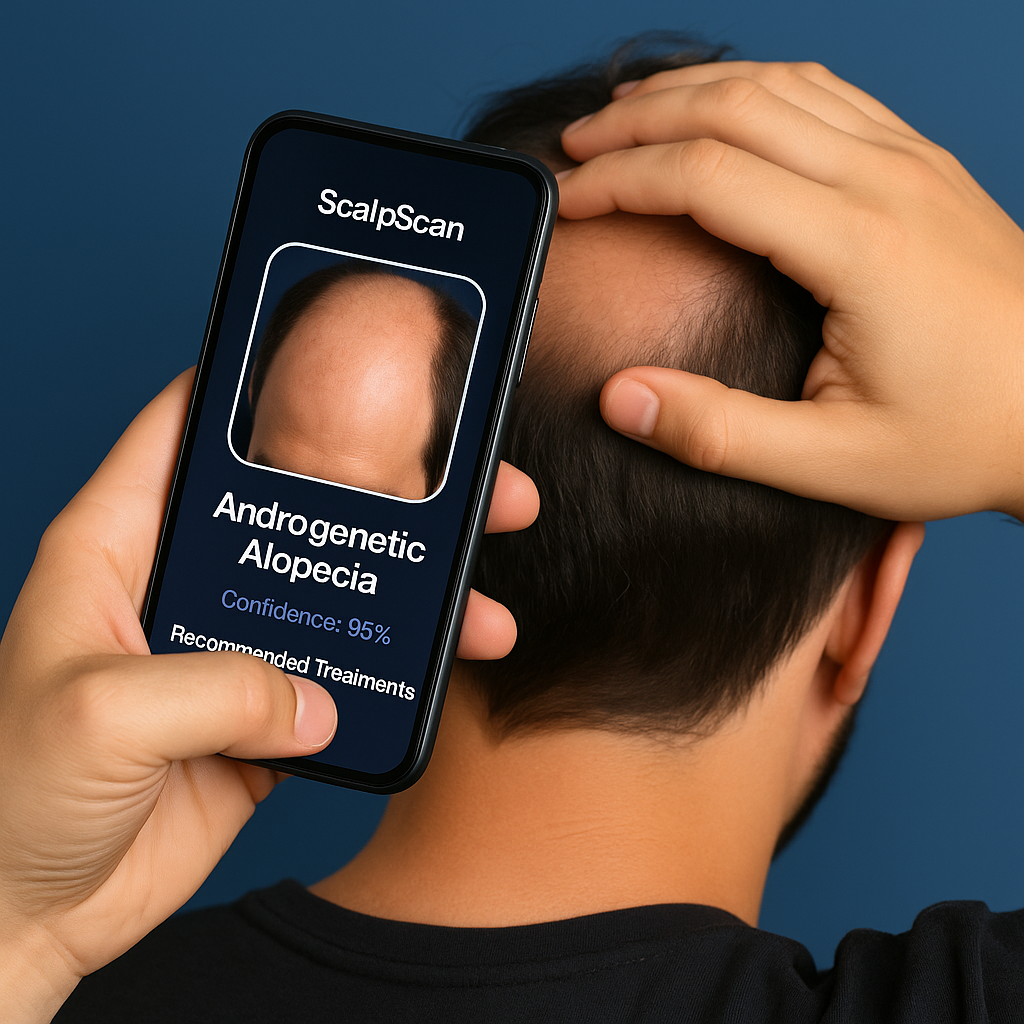 ScalpScan
Androgenetic
Alopecia
Confidence: 95%
Recommended Treaiments